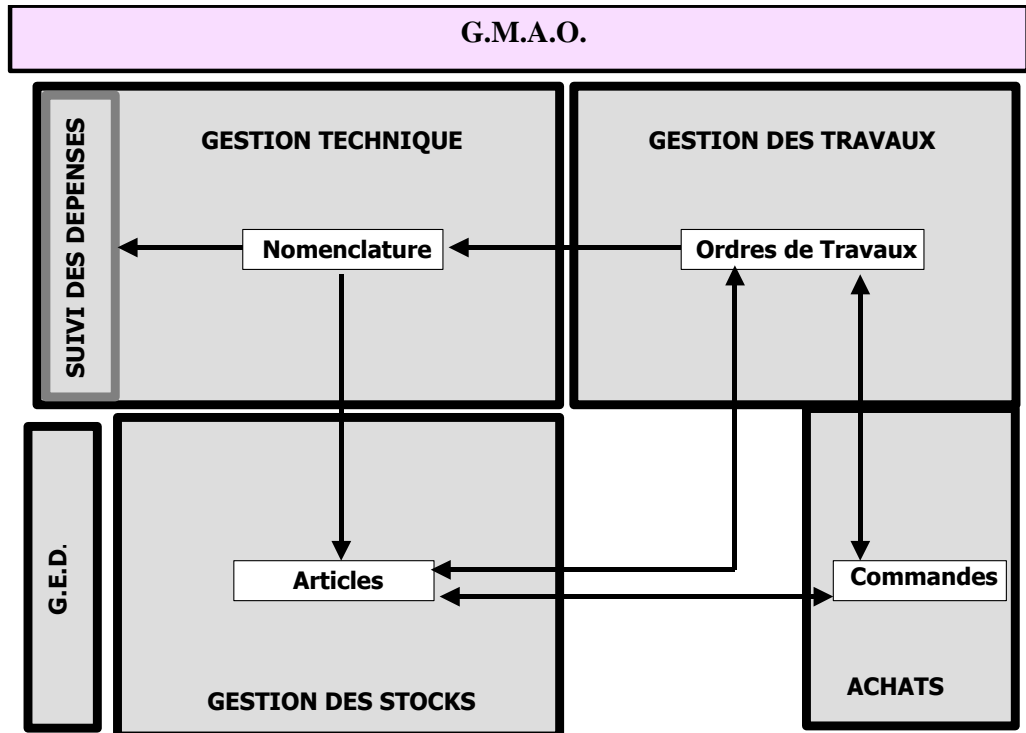 G.M.A.O.
SUIVI DES DEPENSES
GESTION TECHNIQUE
GESTION DES TRAVAUX
Nomenclature
Ordres de Travaux
G.E.D.
Articles
Commandes
GESTION DES STOCKS
ACHATS